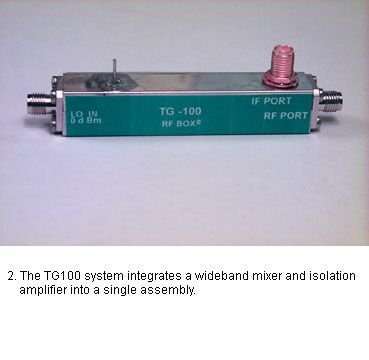 TG -100
IF PORT
LO IN
RF PORT
0 d Bm
RF BOX®
2. The TG100 system integrates a wideband mixer and isolation
amplifier into a single assembly.